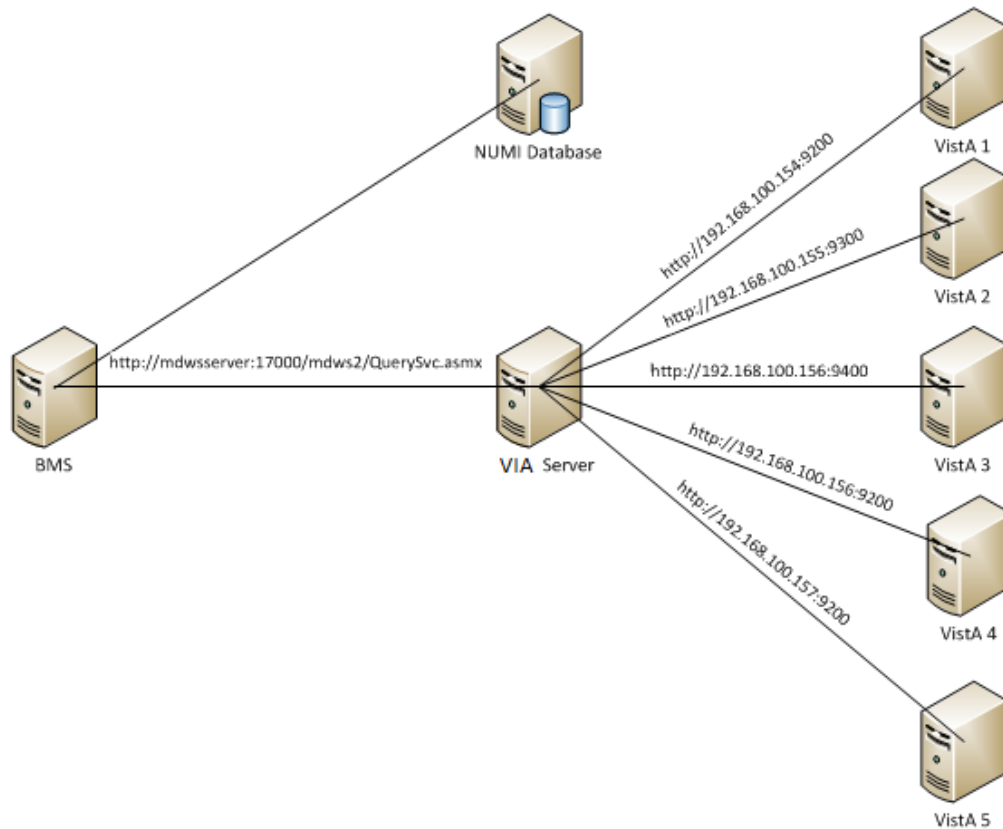 NUMI Database
VistA 1
http://192.168.100.154:9200
http://192.168.100.155:9300
VistA 2
http://mdwsserver:17000/mdws2/QuerySvc.asmx
http://192.168.100.156:9400
BMS
VIA Server
VistA 3
http://192.168.100.156:9200
http://192.168.100.157:9200
VistA 4
VistA 5